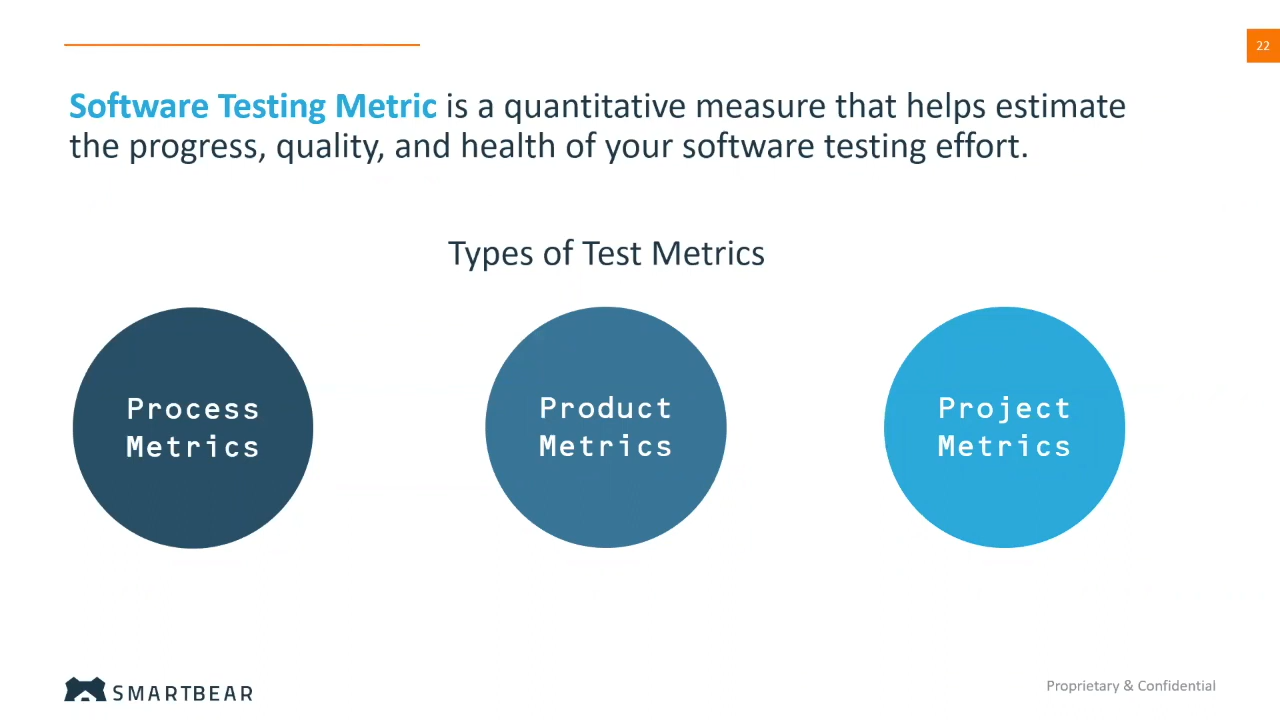 22
Software Testing Metric is a quantitative measure that helps estimate
the progress, quality, and health of your software testing effort.
Types of Test Metrics
Process
Metrics
Product
Metrics
Project
Metrics
SMARTBEAR
Proprietary & Confidential